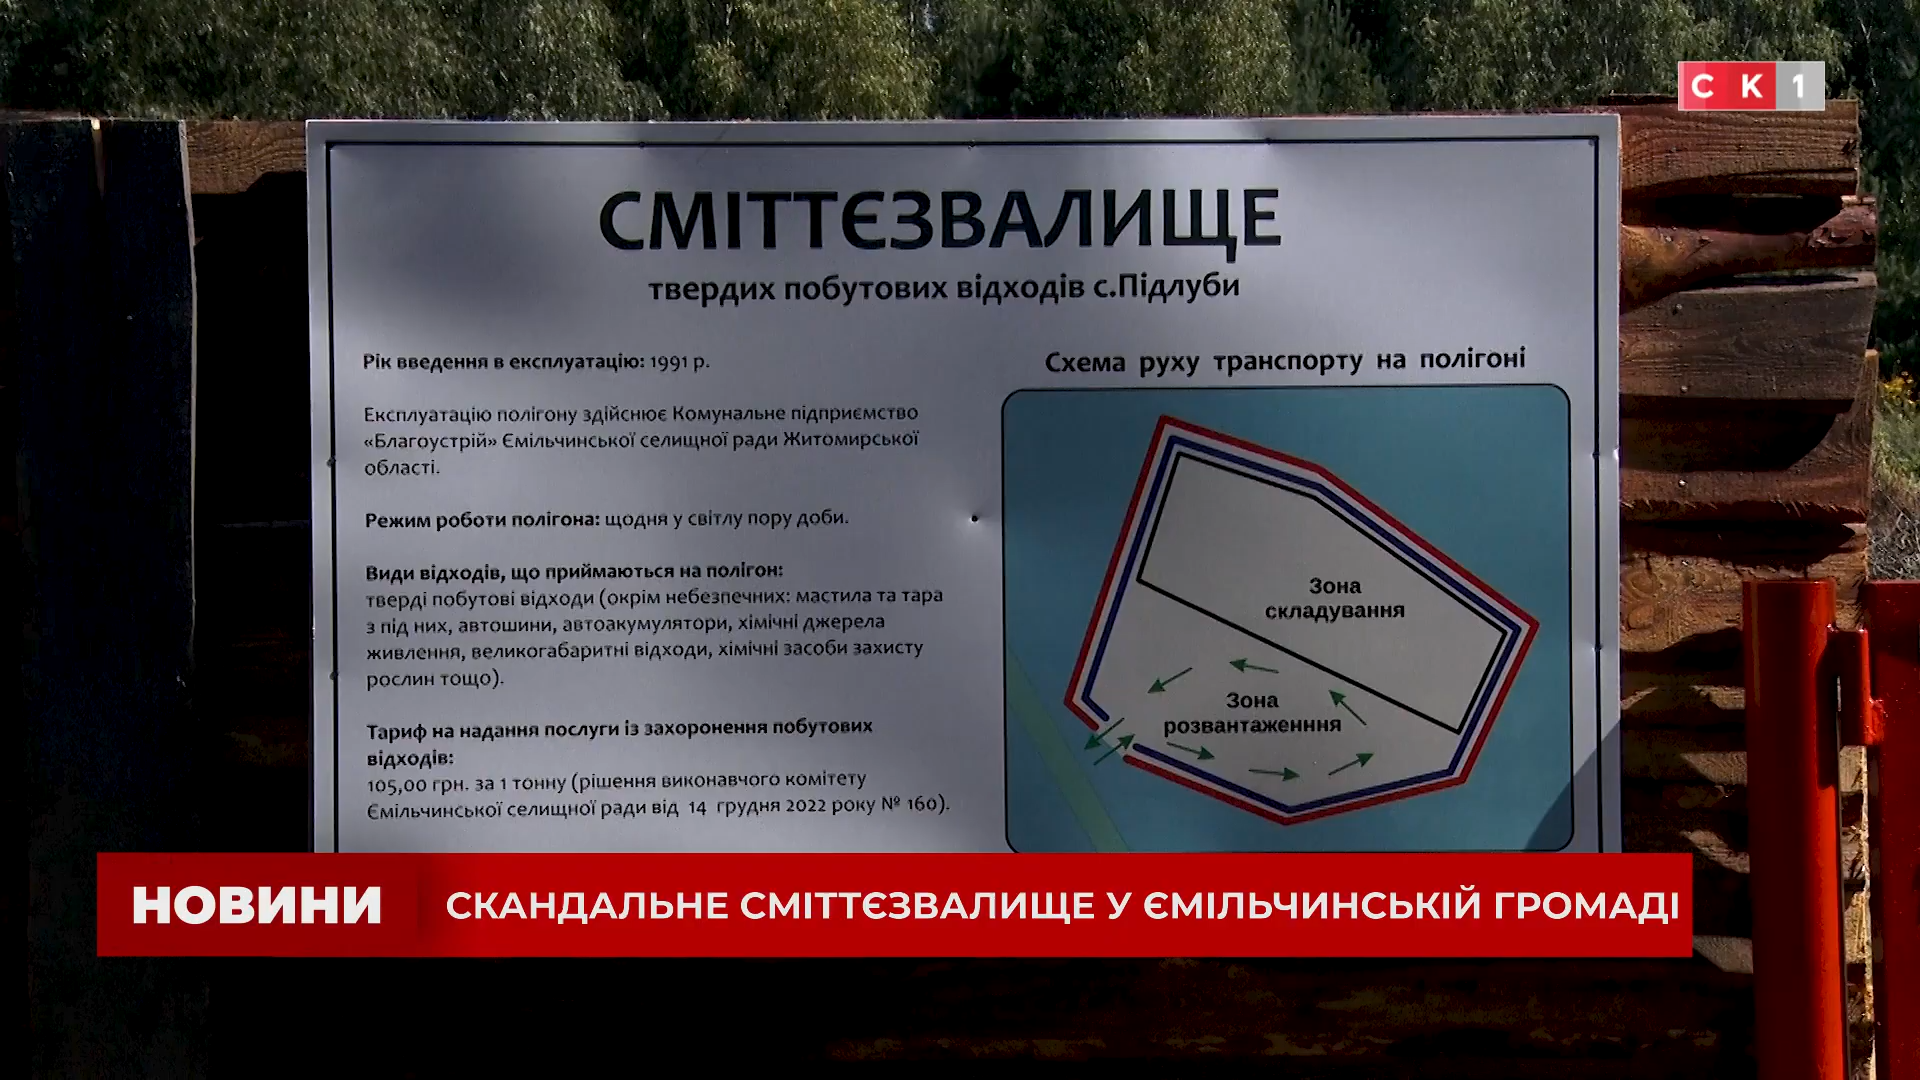 СК1
СМІТТЄЗВАЛИЩЕ
твердих побутових відходів с.Підлуби
Рік введення в експлуатацію: 1991 р.
Експлуатацію полігону здійснює Комунальне підприємство
«Благоустрій» Ємільчинської селищної ради Житомирської
області.
Режим роботи полігона: щодня у світлу пору доби.
Види відходів, що приймаються на полігон:
тверді побутові відходи (окрім небезпечних: мастила та тара
з під них, автошини, автоакумулятори, хімічні джерела
живлення, великогабаритні відходи, хімічні засоби захисту
рослин тощо).
Тариф на надання послуги із захоронення побутових
відходів:
105,00 грн. за 1 тонну (рішення виконавчого комітету
Ємільчинської селищної ради від 14 грудня 2022 року № 160).
Схема руху транспорту на полігоні
Зона
складування
Зона
розвантаженння
НОВИНИ
СКАНДАЛЬНЕ СМІТТЄЗВАЛИЩЕ У ЄМІЛЬЧИНСЬКІЙ ГРОМАДІ